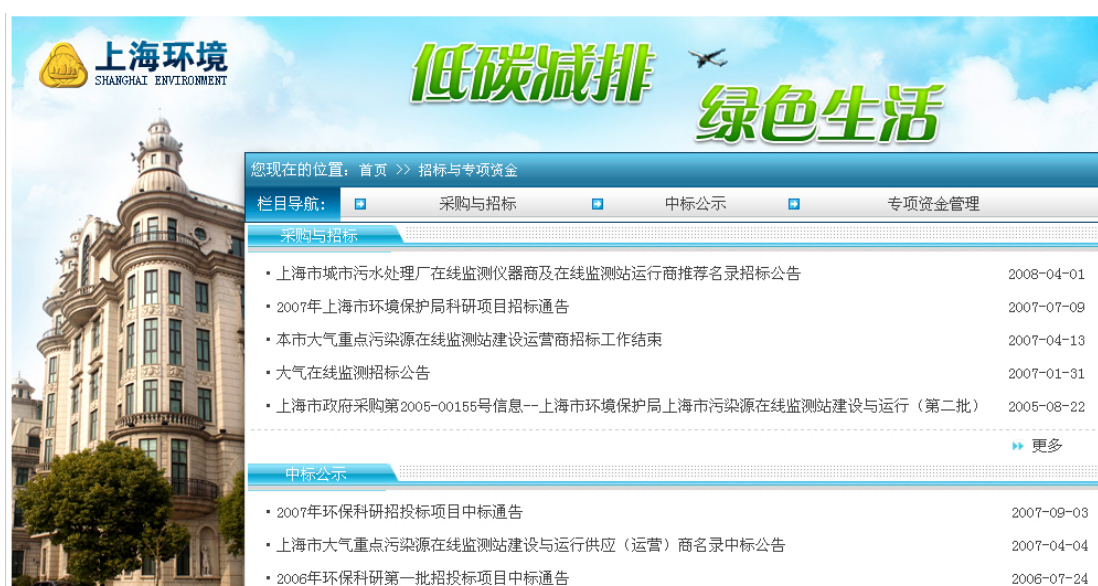 上海环境
SHANGHAI ENVIRONMENT
低碳减排
绿色生活
您现在的位置：首页 >> 招标与专项资金
栏目导航： 采购与招标 中标公示 专项资金管理
采购与招标
·上海市城市污水处理厂在线监测仪器商及在线监测站运行商推荐名录招标公告 2008-04-01
·2007年上海市环境保护局科研项目招标通告 2007-07-09
·本市大气重点污染源在线监测站建设运营商招标工作结束 2007-04-13
·大气在线监测招标公告 2007-01-31
·上海市政府采购第2005-00155号信息--上海市环境保护局上海市污染源在线监测站建设与运行（第二批） 2005-08-22
更多
中标公示
·2007年环保科研招投标项目中标通告 2007-09-03
·上海市大气重点污染源在线监测站建设与运行供应（运营）商名录中标公告 2007-04-04
·2006年环保科研第一批招投标项目中标通告 2006-07-24